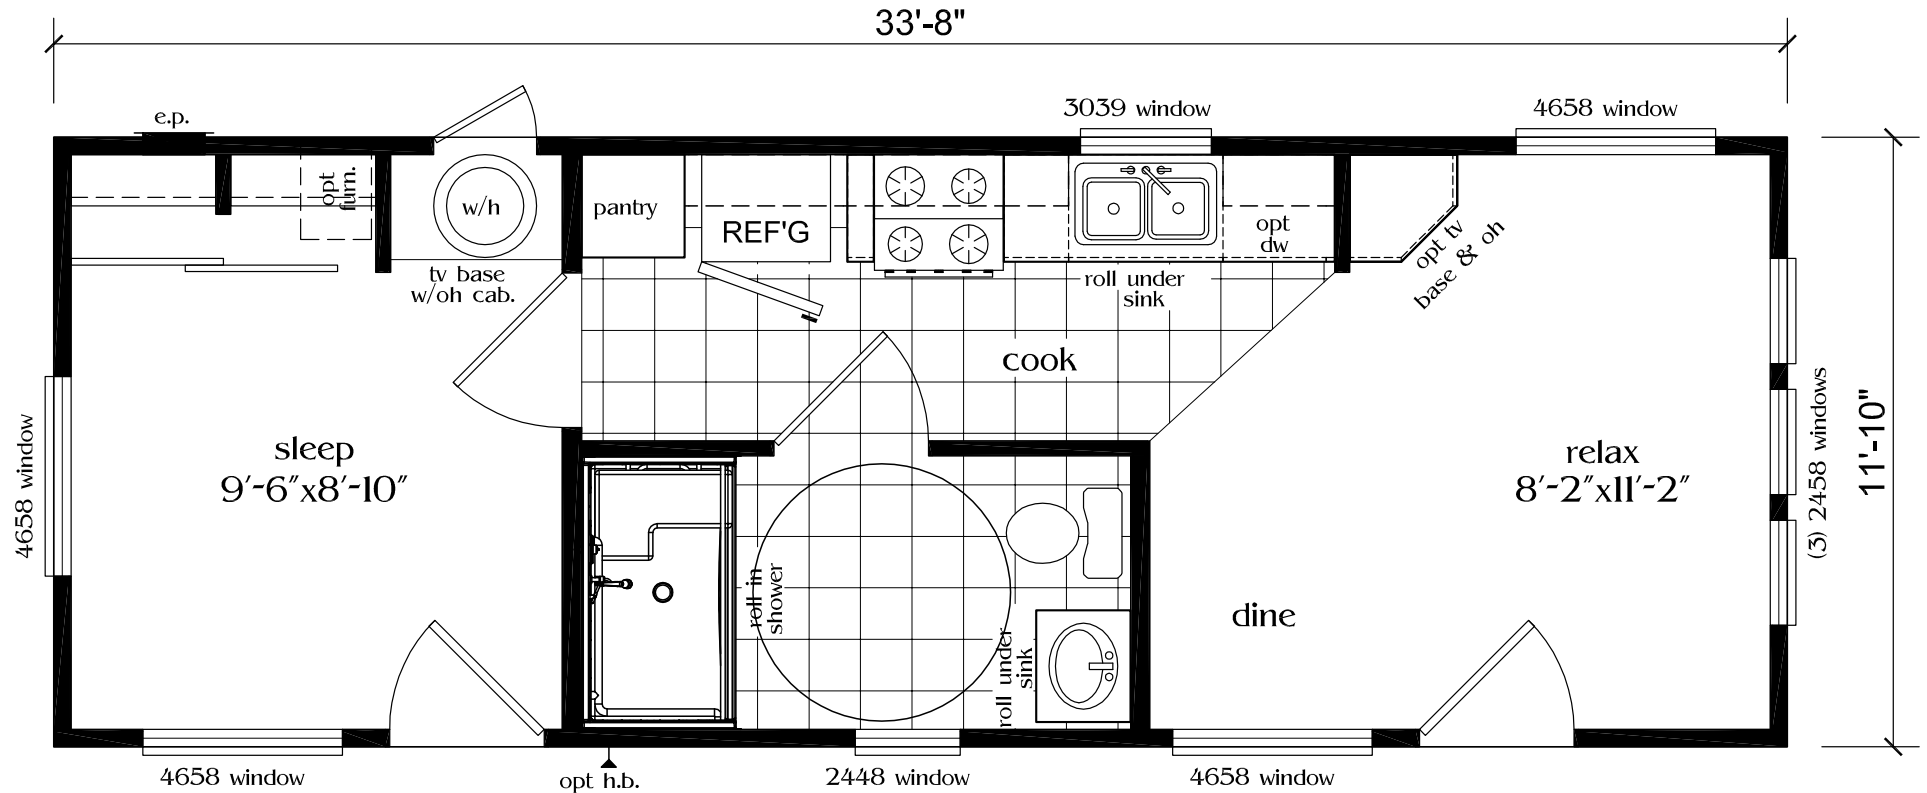 33'-8"
3039 window
4658 window
e.p.
opt
furn.
w/h
pantry
REF'G
opt
dw
opt tv
base & oh
tv base
w/oh cab.
roll under
sink
cook
sleep
9'-6"x8'-10"
relax
8'-2"x11'-2"
4658 window
(3) 2458 windows
11'-10"
roll in
shower
roll under
sink
dine
4658 window
opt h.b.
2448 window
4658 window